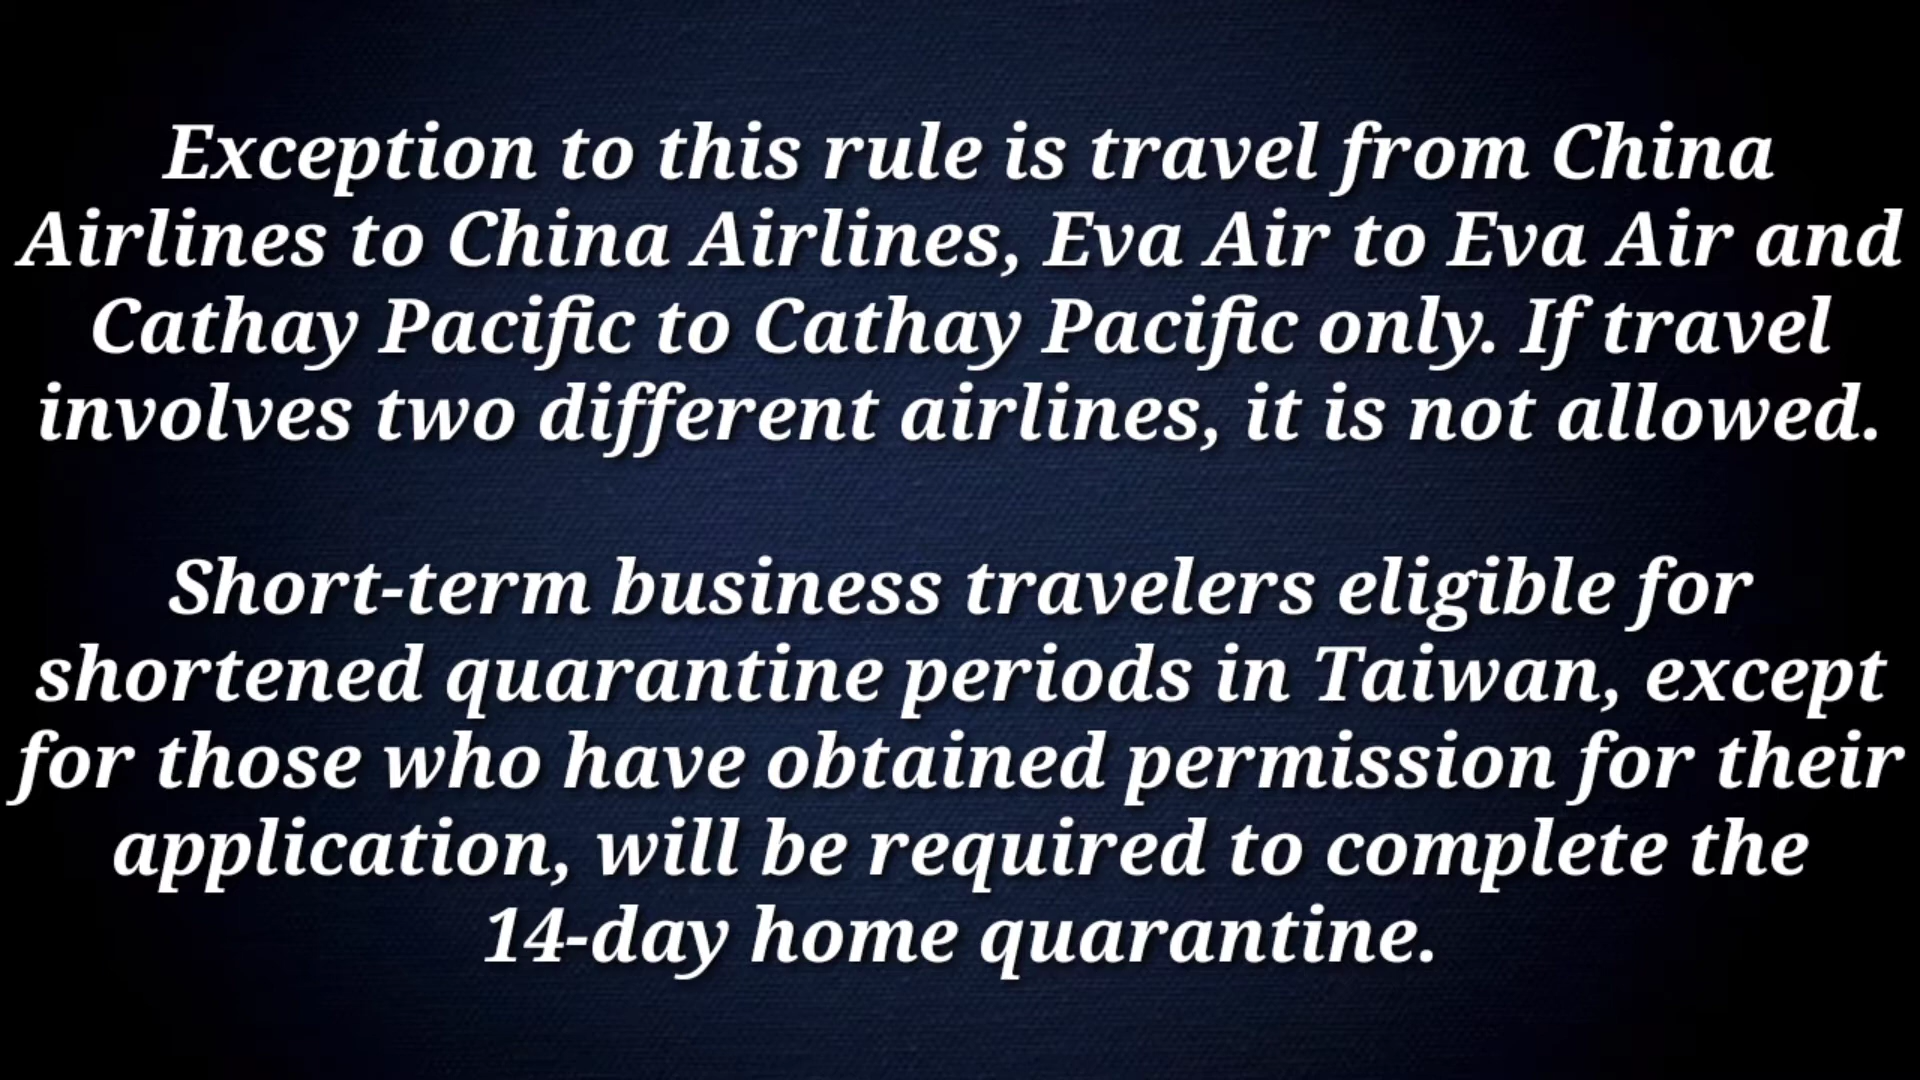 Exception to this rule is travel from China
Airlines to China Airlines, Eva Air to Eva Air and
Cathay Pacific to Cathay Pacific only. If travel
involves two different airlines, it is not allowed.
Short-term business travelers eligible for
shortened quarantine periods in Taiwan, except
for those who have obtained permission for their
application, will be required to complete the
14-day home quarantine.